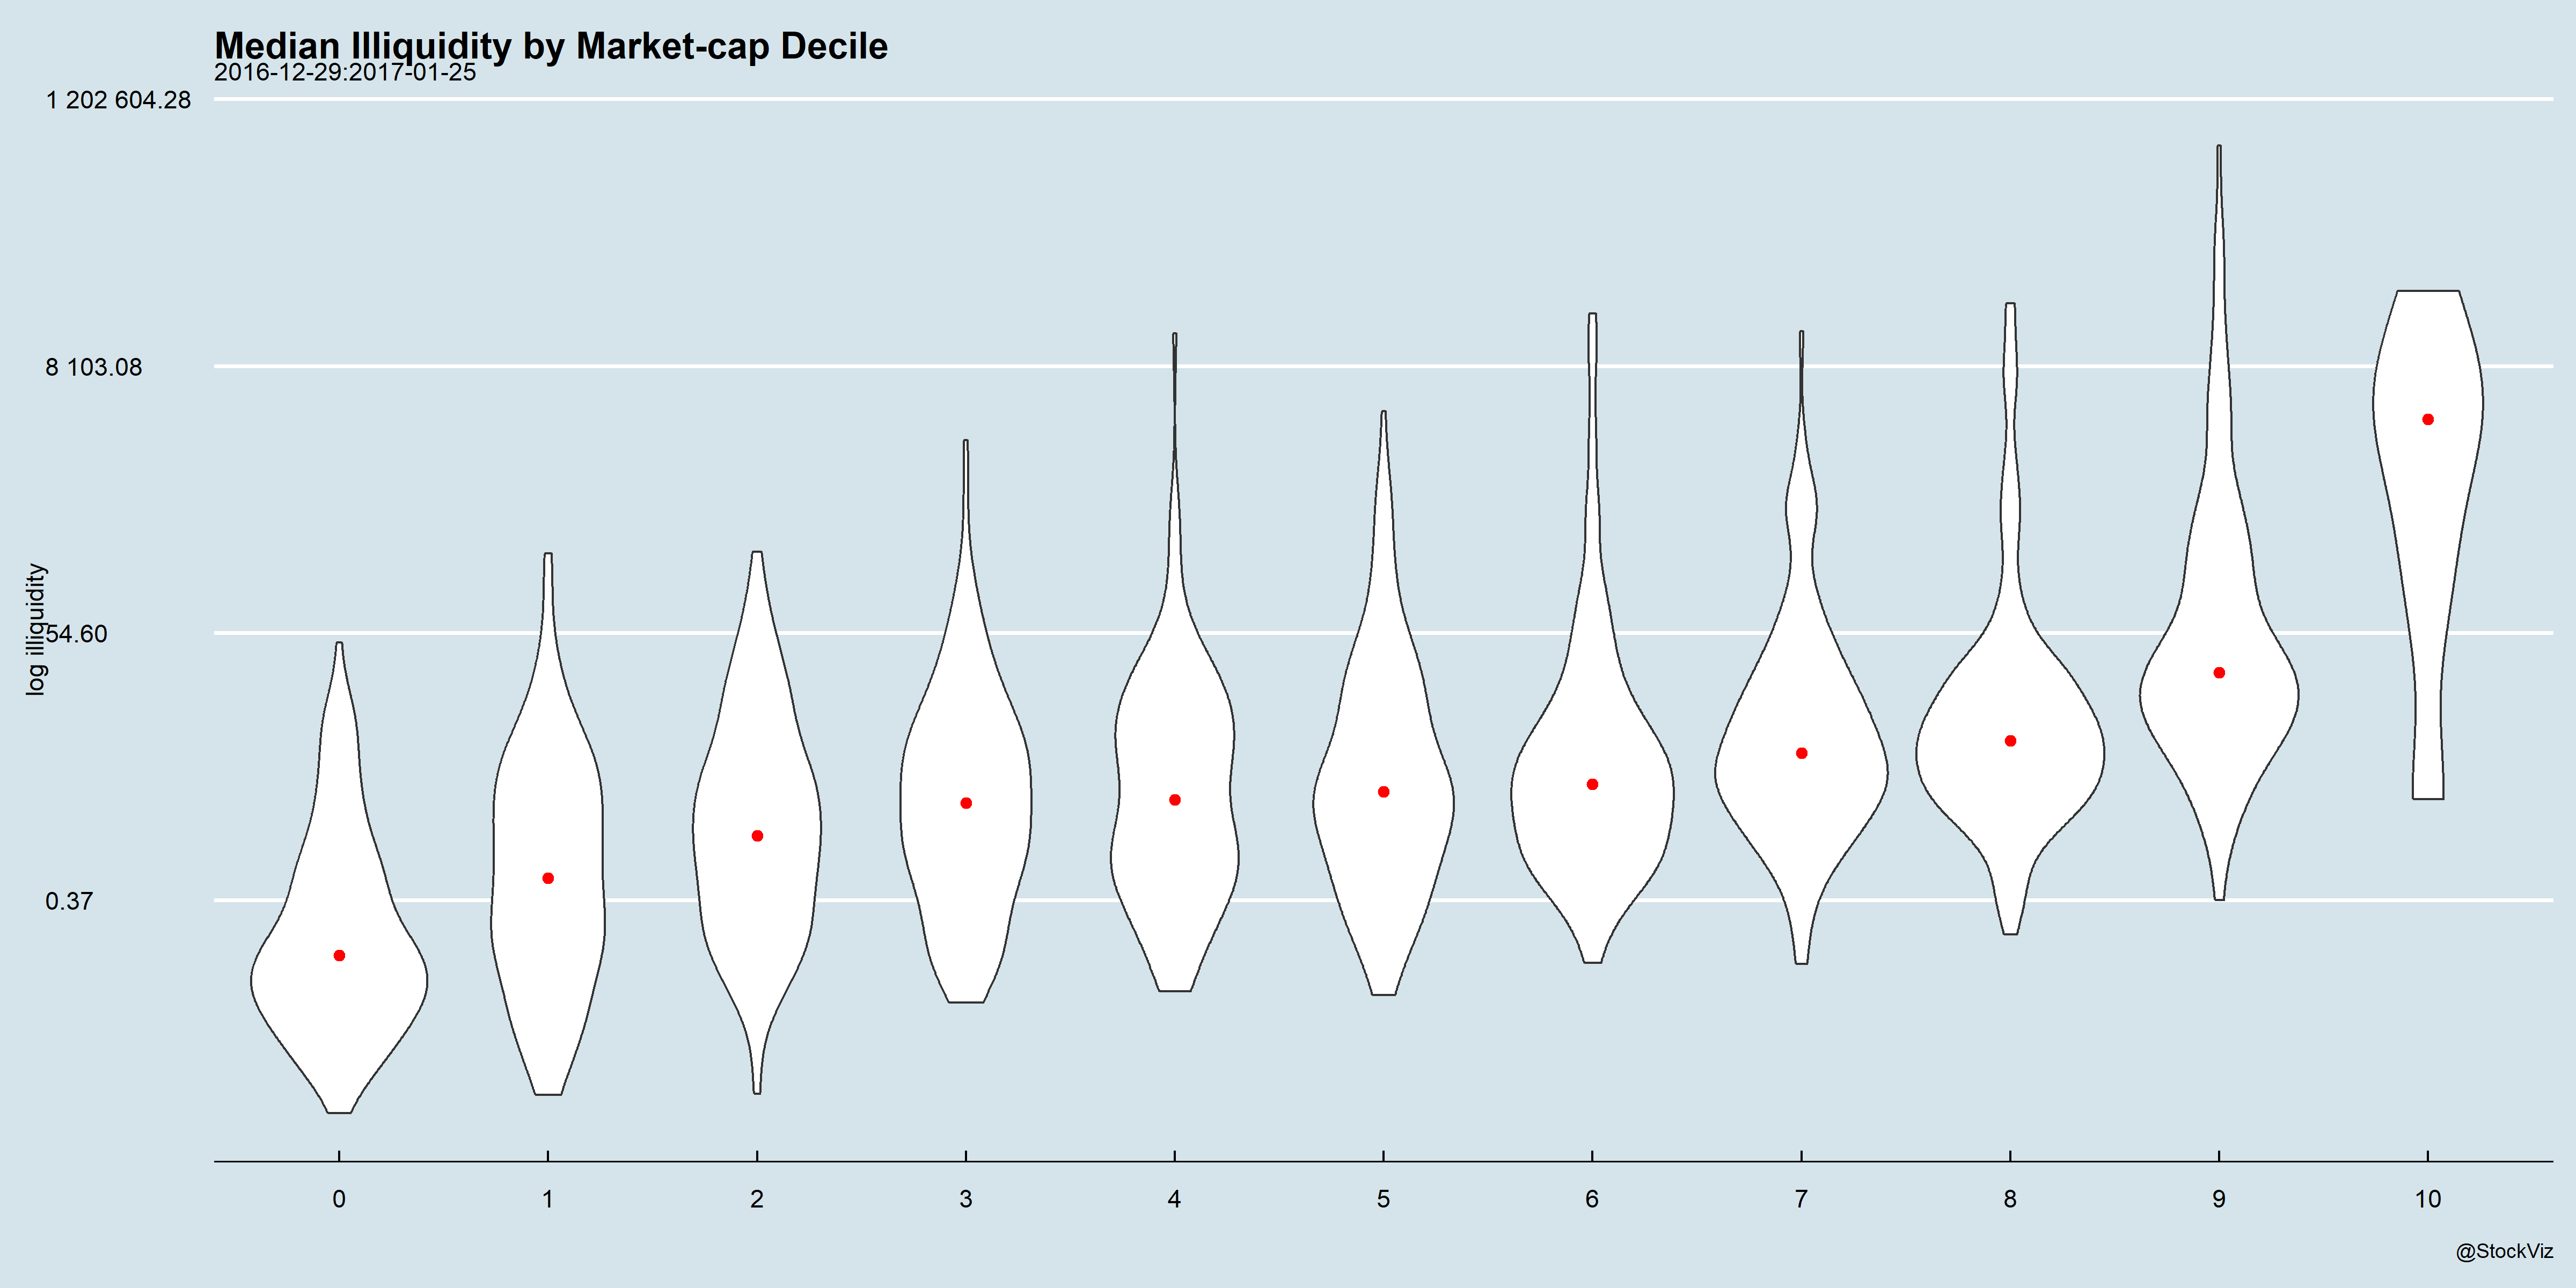 Median Illiquidity by Market-cap Decile
2016-12-29:2017-01-25
1 202 604.28
8 103.08
54.60
0.37
log illiquidity
0 1 2 3 4 5 6 7 8 9 10
@StockViz